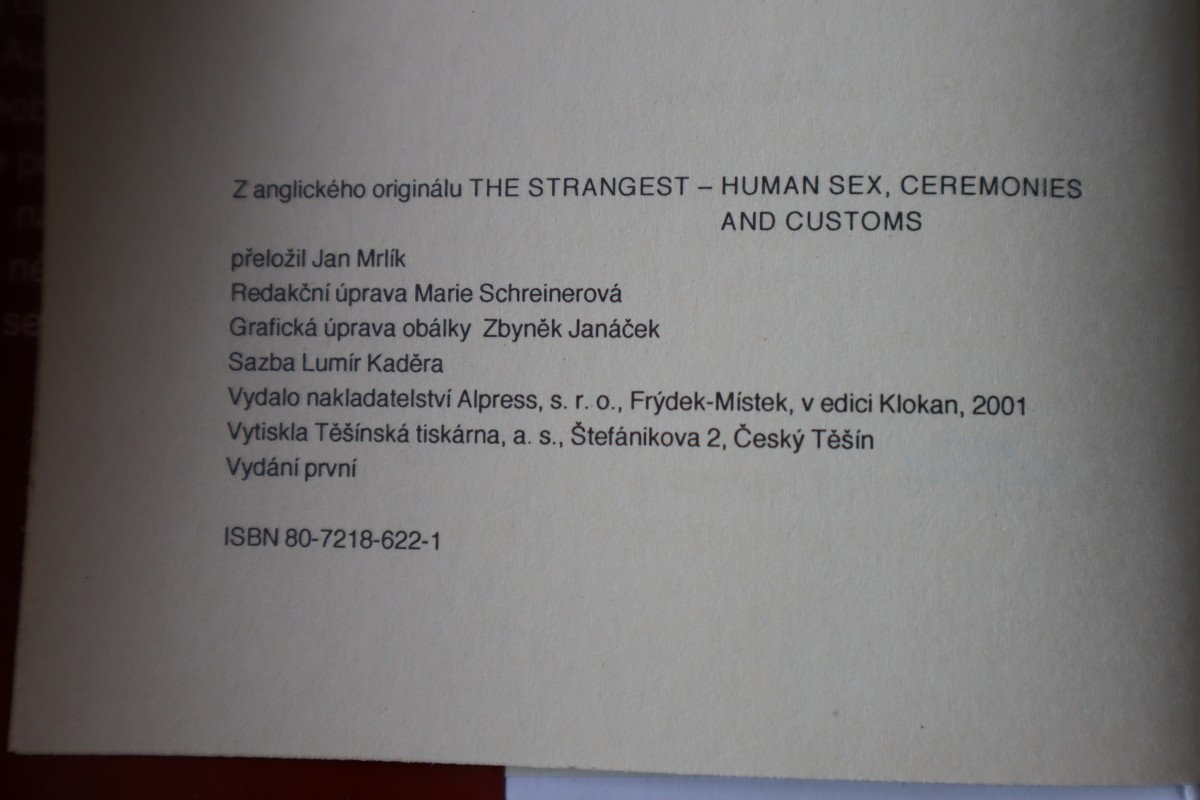 Z anglického originálu THE STRANGEST – HUMAN SEX, CEREMONIES
AND CUSTOMS
přeložil Jan Mrlík
Redakční úprava Marie Schreinerová
Grafická úprava obálky Zbyněk Janáček
Sazba Lumír Kaděra
Vydalo nakladatelství Alpress, s. r. o., Frýdek-Místek, v edici Klokan, 2001
Vytiskla Těšínská tiskárna, a. s., Štefánikova 2, Český Těšín
Vydání první
ISBN 80-7218-622-1